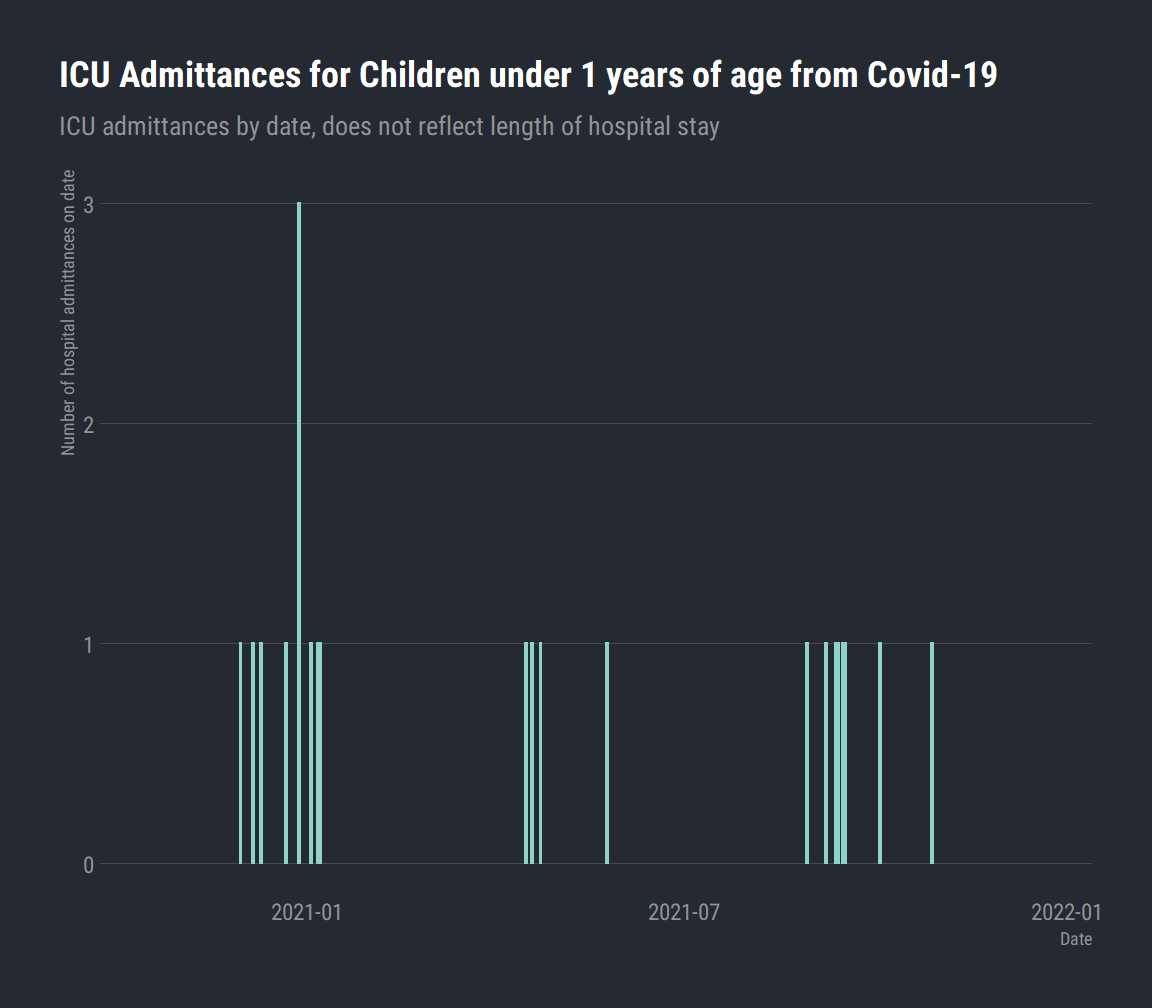 ICU Admittances for Children under 1 years of age from Covid-19
ICU admittances by date, does not reflect length of hospital stay
Number of hospital admittances on date
3
2
1
0
2021-01
2021-07
2022-01
Date